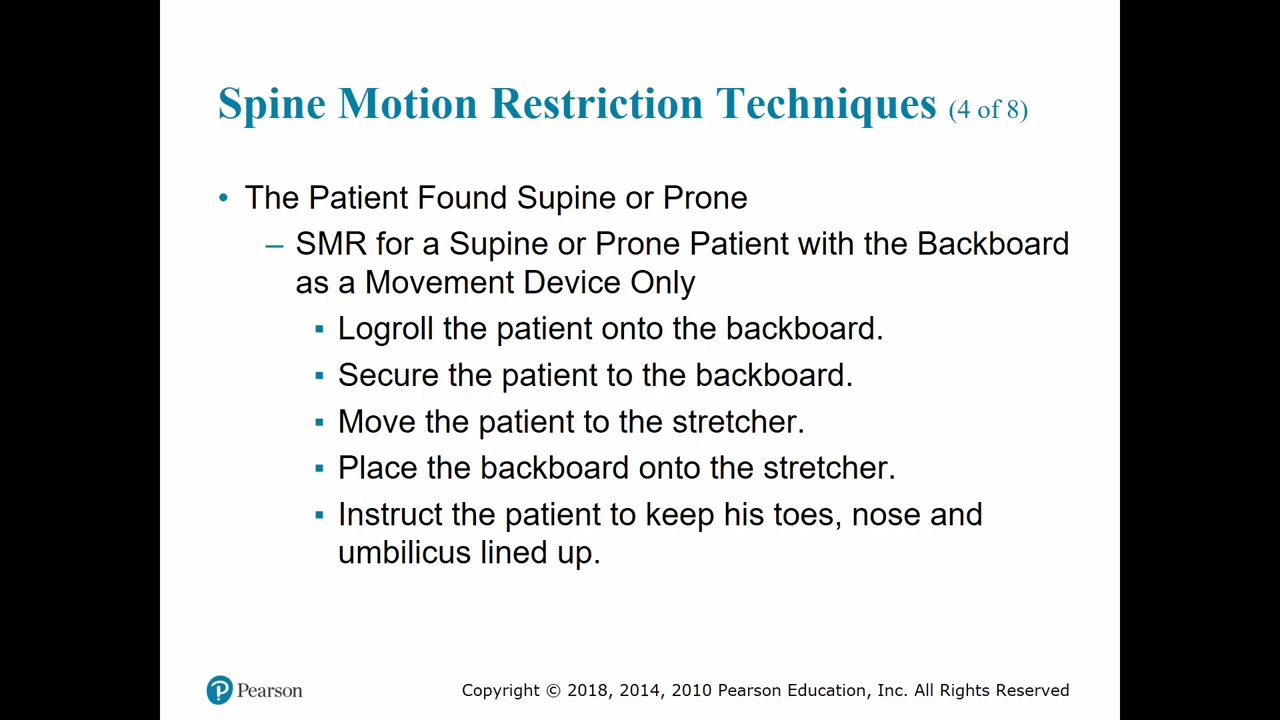 Spine Motion Restriction Techniques (4 of 8)
• The Patient Found Supine or Prone
– SMR for a Supine or Prone Patient with the Backboard
as a Movement Device Only
▪ Logroll the patient onto the backboard.
▪ Secure the patient to the backboard.
▪ Move the patient to the stretcher.
▪ Place the backboard onto the stretcher.
▪ Instruct the patient to keep his toes, nose and
umbilicus lined up.
P Pearson
Copyright © 2018, 2014, 2010 Pearson Education, Inc. All Rights Reserved